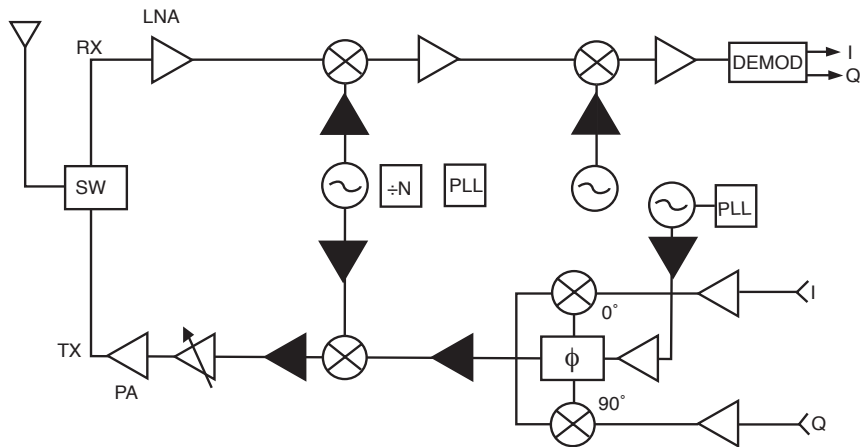 LNA
RX
DEMOD
I
Q
SW
÷N
PLL
PLL
I
0°
TX
ϕ
PA
90°
Q